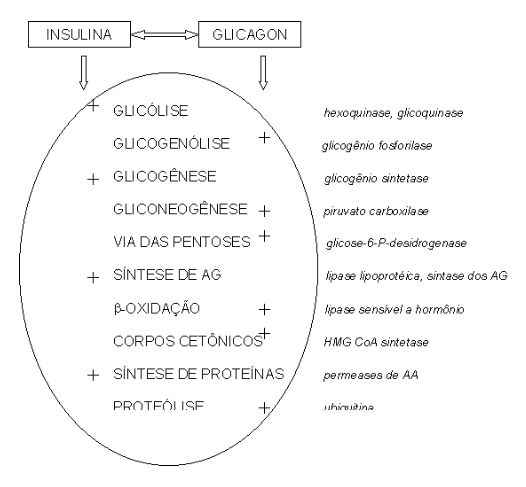 INSULINA GLICAGON
+ GLICÓLISE hexoquinase, glicoquinase
GLICOGENÓLISE + glicogênio fosforilase
+ GLICOGÊNESE glicogênio sintetase
GLICONEOGÊNESE + piruvato carboxilase
VIA DAS PENTOSES + glicose-6-P-desidrogenase
+ SÍNTESE DE AG lipase lipoprotéica, sintase dos AG
β-OXIDAÇÃO + lipase sensível a hormônio
CORPOS CETÔNICOS + HMG CoA sintetase
+ SÍNTESE DE PROTEÍNAS permeases de AA
PROTEÓLISE + ubiquitina